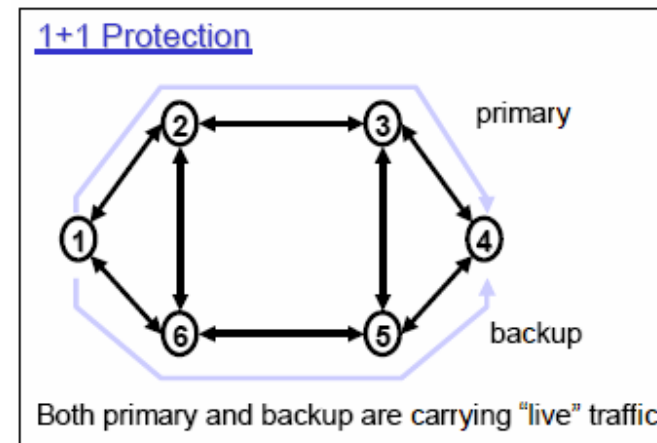 1+1 Protection
primary
2
3
1
4
6
5
backup
Both primary and backup are carrying “live” traffic